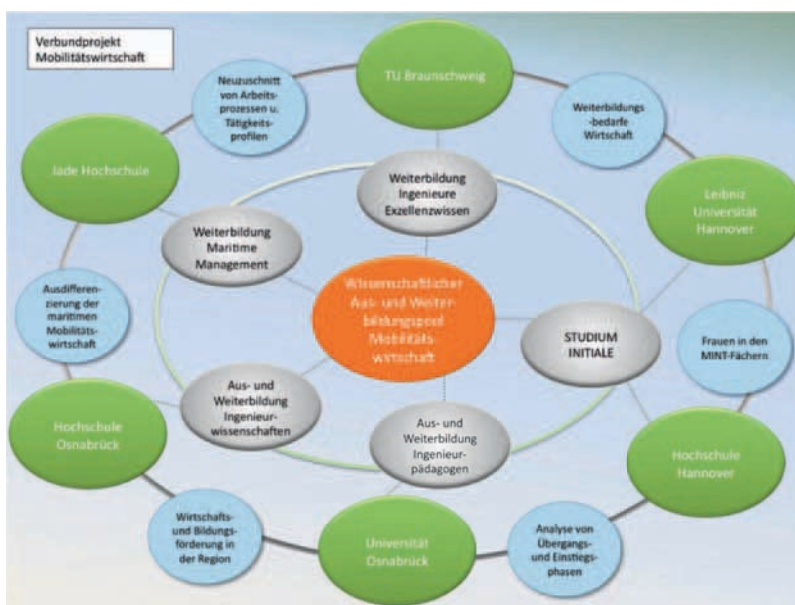 Verbundprojekt
Mobilitätswirtschaft
TU Braunschweig
Neuzuschnitt
von Arbeits-
prozessen u.
Tätigkeits-
profilen
Weiterbildungs
-bedarfe
Wirtschaft
Jade Hochschule
Weiterbildung
Ingenieure
Exzellenzwissen
Leibniz
Universität
Hannover
Weiterbildung
Maritime
Management
Wissenschaftlicher
Aus- und Weiter
bildungspool
Mobilitäts
wirtschaft
Ausdifferen-
zierung der
maritimen
Mobilitäts-
wirtschaft
STUDIUM
INITIALE
Frauen in den
MINT-Fächern
Aus- und
Weiterbildung
Ingenieur-
wissenschaften
Hochschule
Osnabrück
Aus- und
Weiterbildung
Ingenieur-
pädagogen
Hochschule
Hannover
Wirtschafts-
und Bildungs-
förderung in
der Region
Universität
Osnabrück
Analyse von
Übergangs-
und Einstiegs-
phasen